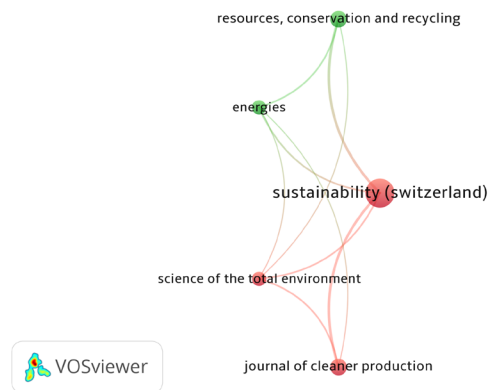 resources, conservation and recycling
energies
sustainability (switzerland)
science of the total environment
journal of cleaner production
VOSviewer